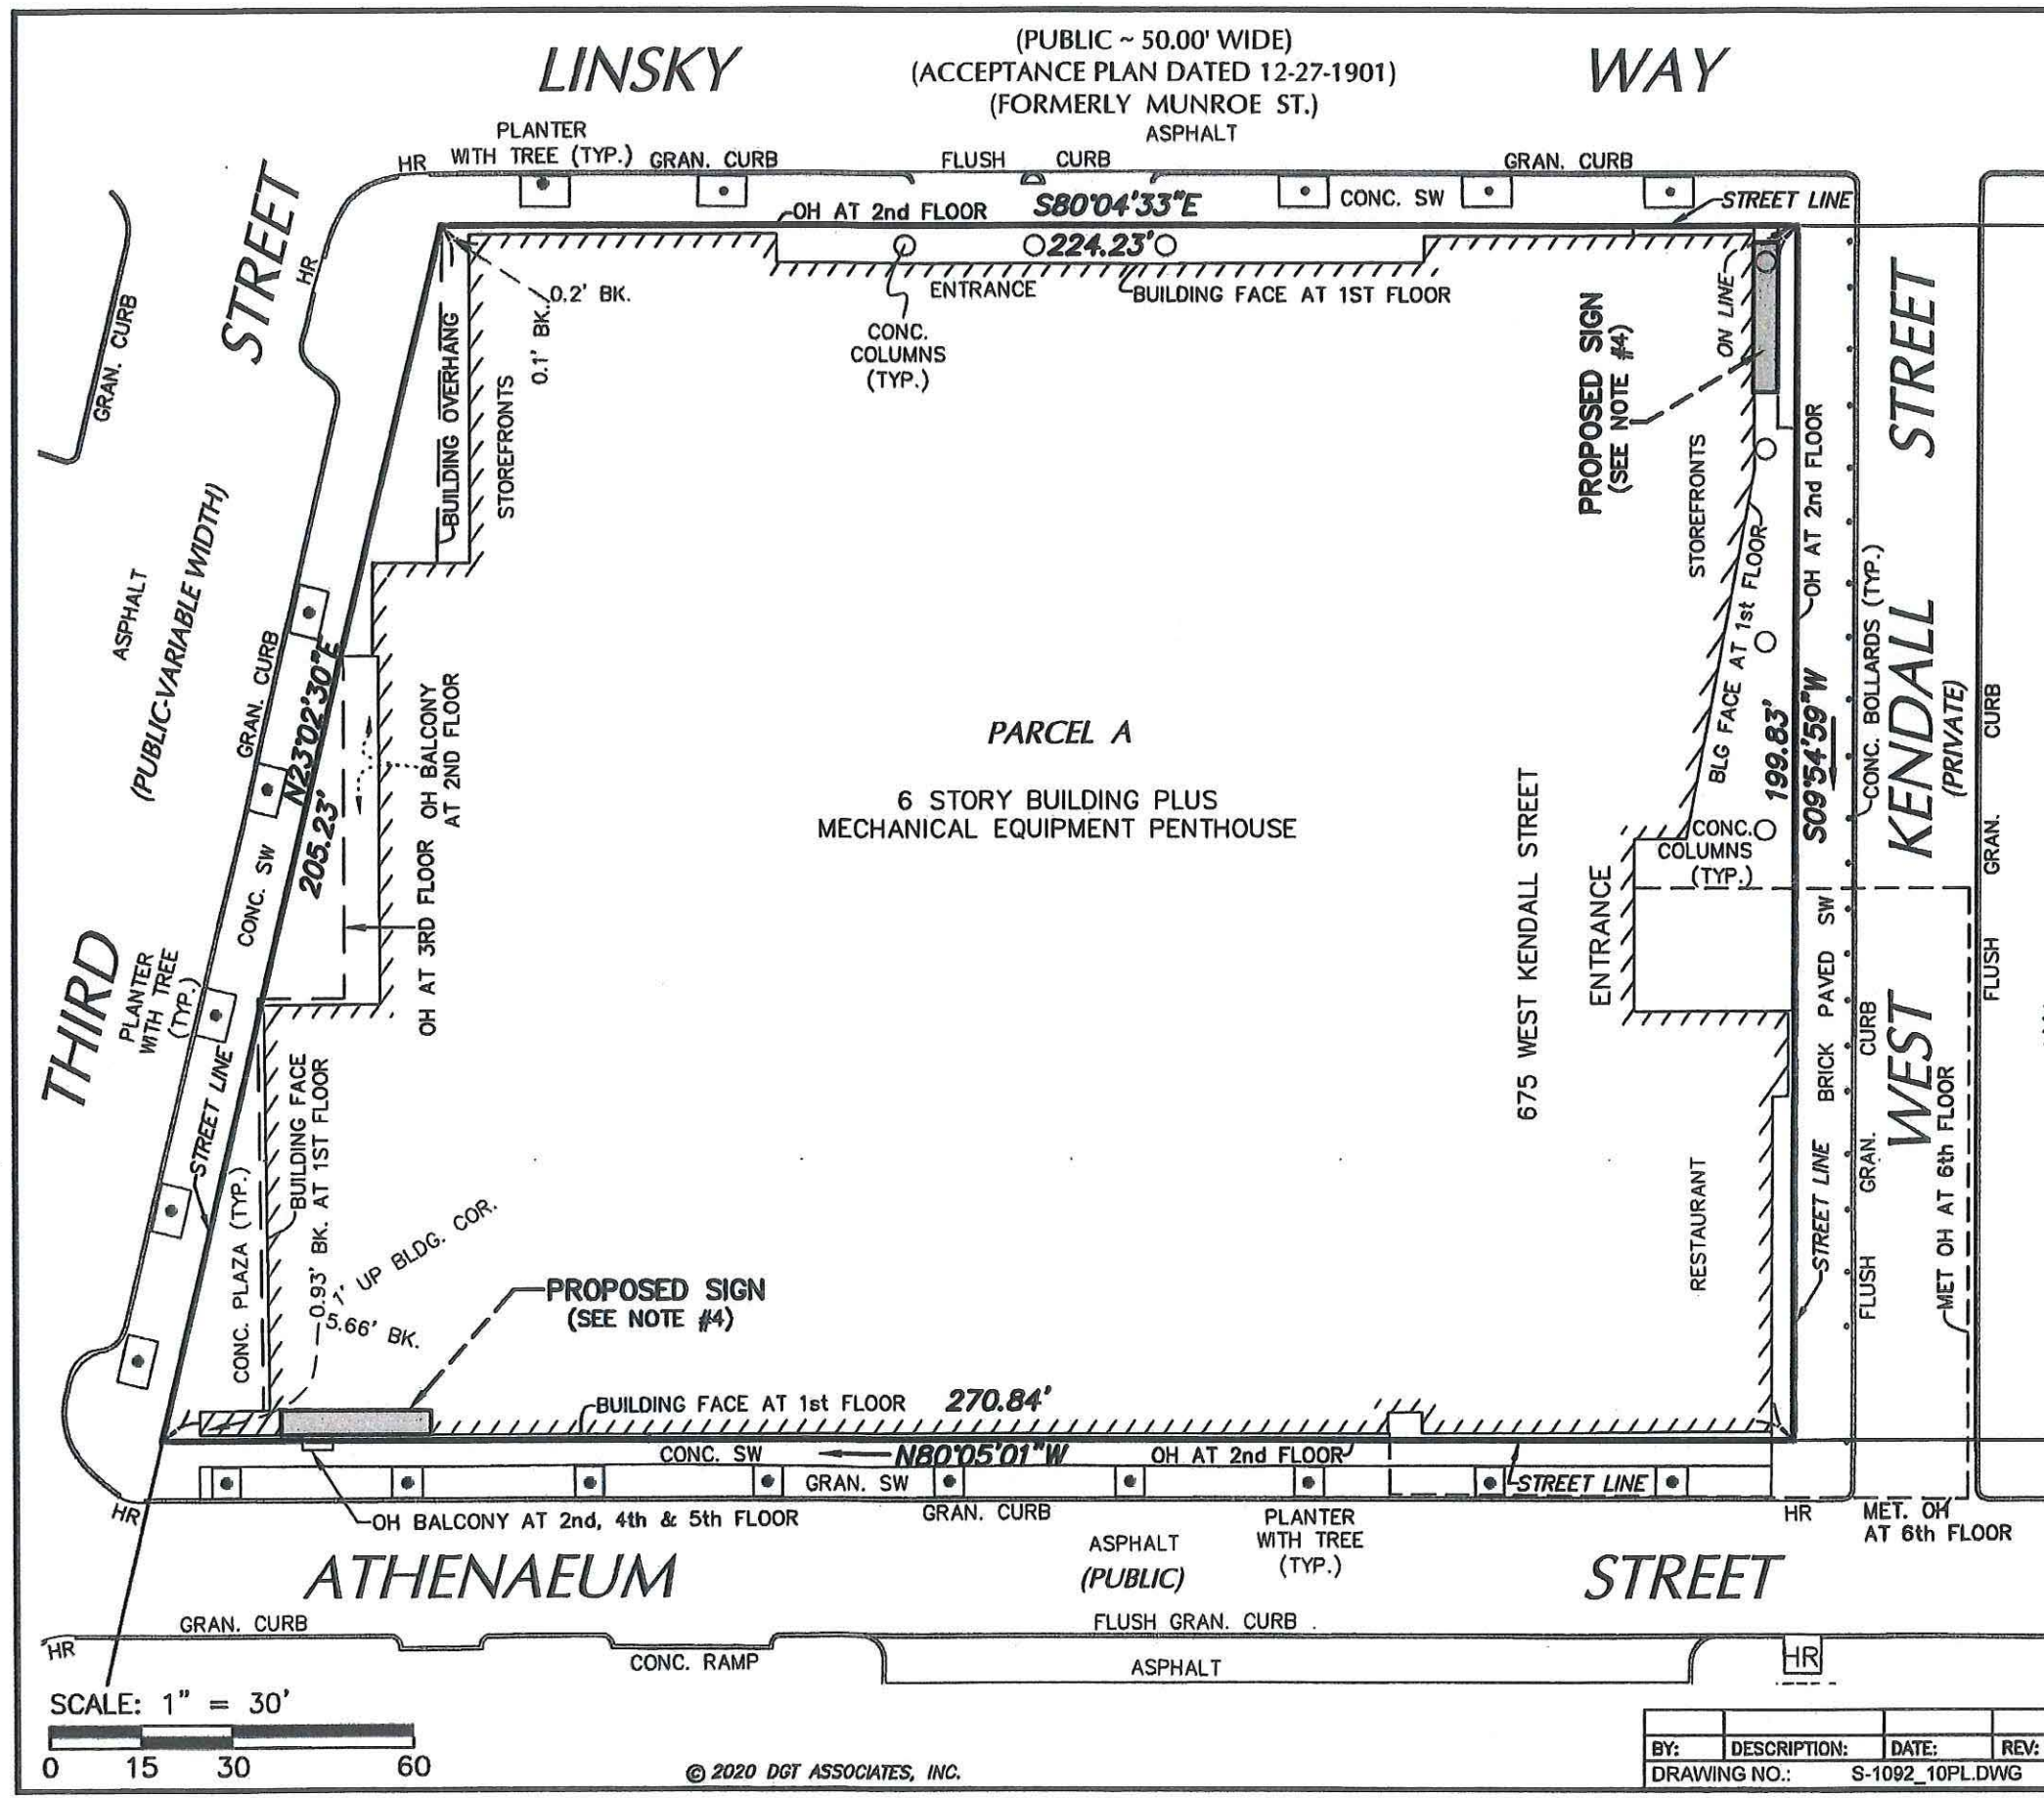 LINSKY WAY
(PUBLIC ~ 50.00' WIDE)
(ACCEPTANCE PLAN DATED 12-27-1901)
(FORMERLY MUNROE ST.)
ASPHALT
PLANTER
WITH TREE (TYP.)
HR
GRAN. CURB
FLUSH CURB
GRAN. CURB
CONC. SW
STREET LINE
OH AT 2nd FLOOR
S80°04'33"E
224.23'
ENTRANCE
BUILDING FACE AT 1ST FLOOR
CONC.
COLUMNS
(TYP.)
0.2' BK.
0.1' BK.
HR
GRAN. CURB
THIRD STREET
ASPHALT
(PUBLIC-VARIABLE WIDTH)
BUILDING OVERHANG
STOREFRONTS
GRAN. CURB
N23°02'30"E
205.23'
CONC. SW
OH BALCONY
AT 2ND FLOOR
OH AT 3RD FLOOR
PLANTER
WITH TREE
(TYP.)
STREET LINE
CONC. PLAZA (TYP.)
BUILDING FACE
AT 1ST FLOOR
0.93' BK.
1' UP BLDG. COR.
5.66' BK.
PROPOSED SIGN
(SEE NOTE #4)
PARCEL A
6 STORY BUILDING PLUS
MECHANICAL EQUIPMENT PENTHOUSE
675 WEST KENDALL STREET
PROPOSED SIGN
(SEE NOTE #4)
ON LINE
STOREFRONTS
BLG FACE AT 1st FLOOR
OH AT 2nd FLOOR
199.83'
S09°54'59"W
CONC.
COLUMNS
(TYP.)
ENTRANCE
RESTAURANT
CONC. BOLLARDS (TYP.)
BRICK PAVED SW
STREET LINE
FLUSH GRAN. CURB
WEST KENDALL STREET
(PRIVATE)
MET OH AT 6th FLOOR
FLUSH GRAN. CURB
BUILDING FACE AT 1st FLOOR
270.84'
CONC. SW
N80°05'01"W
OH AT 2nd FLOOR
GRAN. SW
STREET LINE
HR
OH BALCONY AT 2nd, 4th & 5th FLOOR
GRAN. CURB
PLANTER
WITH TREE
(TYP.)
HR
MET. OH
AT 6th FLOOR
ATHENAEUM STREET
ASPHALT
(PUBLIC)
HR
GRAN. CURB
FLUSH GRAN. CURB
CONC. RAMP
ASPHALT
HR
SCALE: 1" = 30'
0 15 30 60
© 2020 DGT ASSOCIATES, INC.
BY: DESCRIPTION: DATE: REV:
DRAWING NO.: S-1092_10PL.DWG